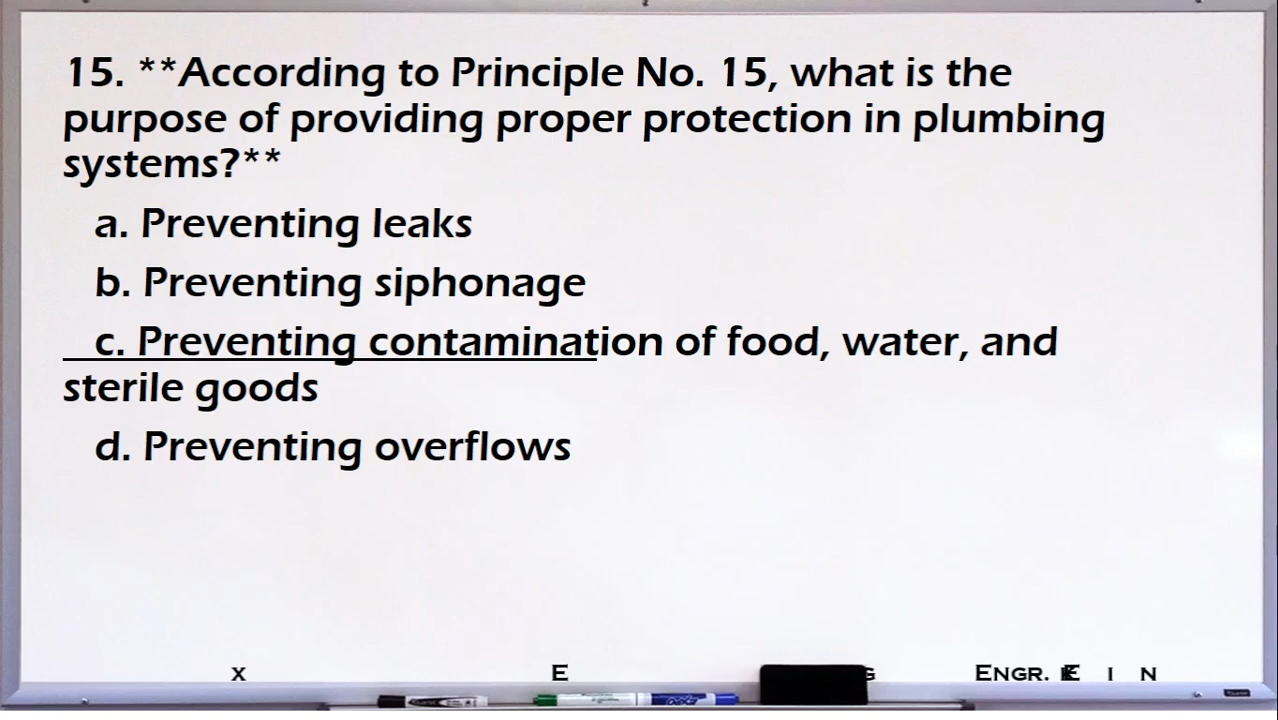 15. **According to Principle No. 15, what is the
purpose of providing proper protection in plumbing
systems?**
a. Preventing leaks
b. Preventing siphonage
c. Preventing contamination of food, water, and
sterile goods
d. Preventing overflows
X E G ENGR. E I N